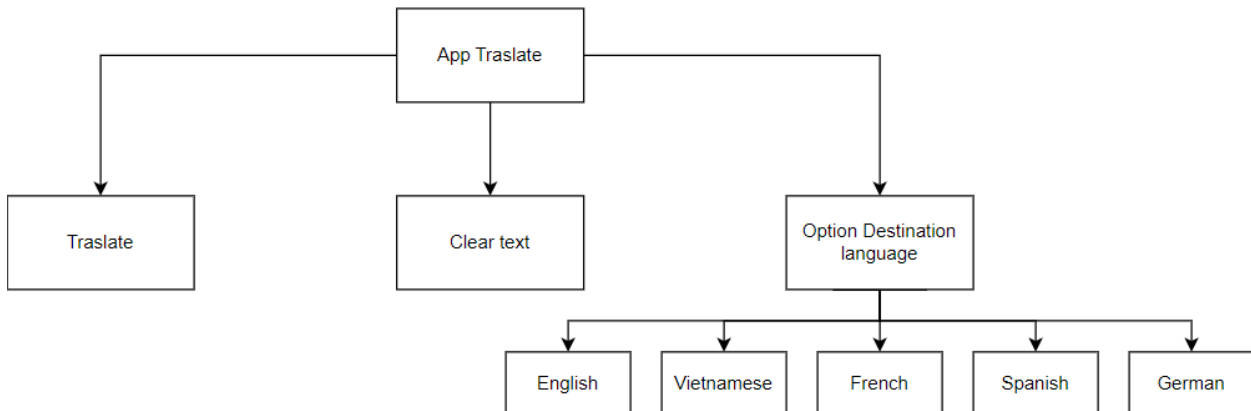 App Traslate
Traslate
Clear text
Option Destination
language
English
Vietnamese
French
Spanish
German